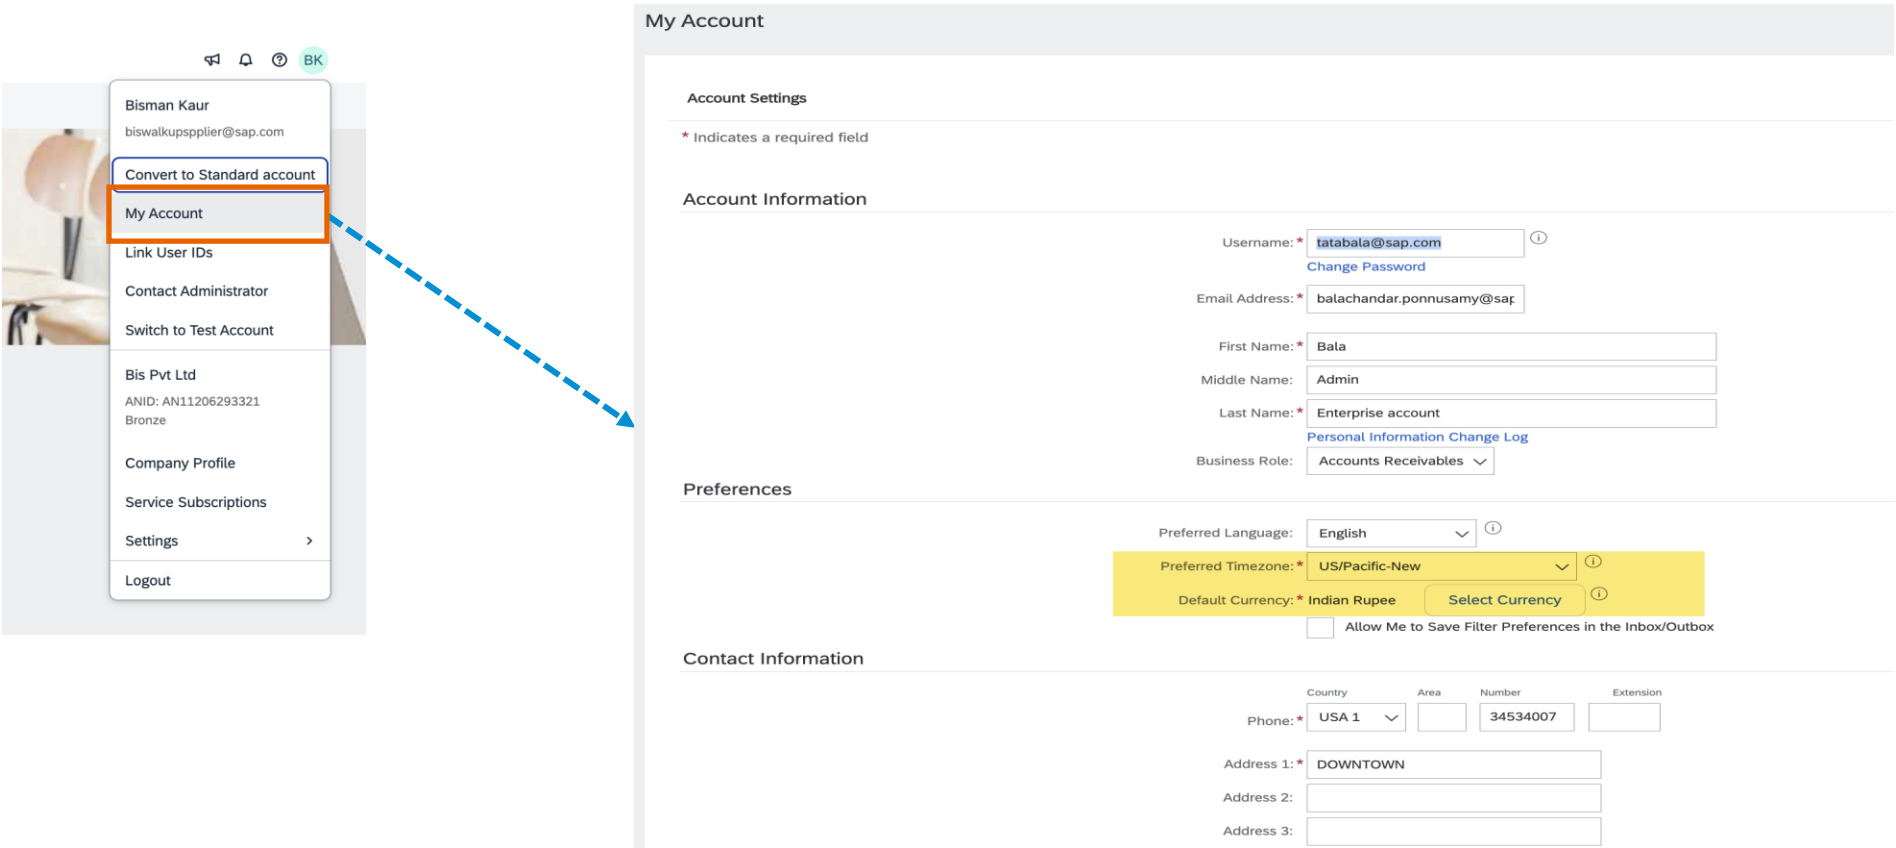 BK
Bisman Kaur
biswalkupspplier@sap.com
Convert to Standard account
My Account
Link User IDs
Contact Administrator
Switch to Test Account
Bis Pvt Ltd
ANID: AN11206293321
Bronze
Company Profile
Service Subscriptions
Settings
Logout
My Account
Account Settings
* Indicates a required field
Account Information
Username: * tatabala@sap.com
Change Password
Email Address: * balachandar.ponnusamy@sap
First Name: * Bala
Middle Name: Admin
Last Name: * Enterprise account
Personal Information Change Log
Business Role: Accounts Receivables
Preferences
Preferred Language: English
Preferred Timezone: * US/Pacific-New
Default Currency: * Indian Rupee Select Currency
Allow Me to Save Filter Preferences in the Inbox/Outbox
Contact Information
Country Area Number Extension
Phone: * USA 1 34534007
Address 1: * DOWNTOWN
Address 2:
Address 3: